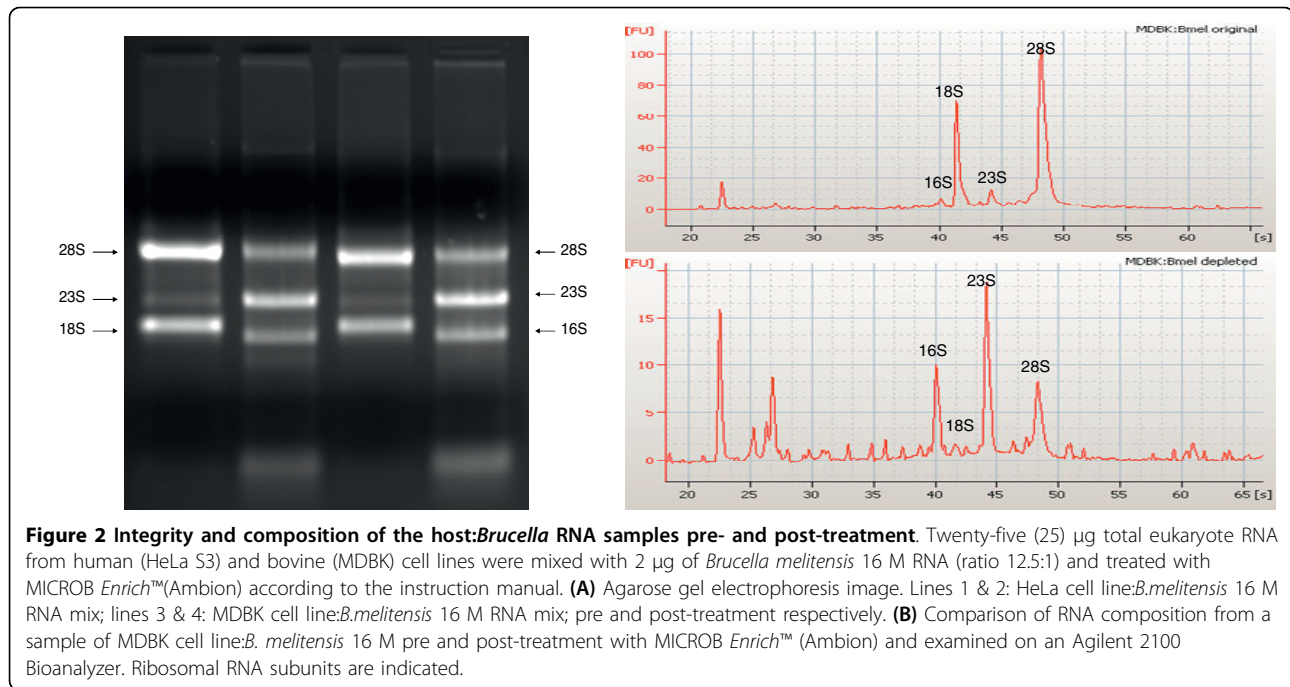 28S
23S
18S
28S
23S
16S
[FU]
MDBK:Bmel original
100
80
60
40
20
0
16S
18S
23S
28S
20 25 30 35 40 45 50 55 60 [s]
[FU]
MDBK:Bmel depleted
15
10
5
0
16S
18S
23S
28S
20 25 30 35 40 45 50 55 60 65 [s]
Figure 2 Integrity and composition of the host:Brucella RNA samples pre- and post-treatment. Twenty-five (25) μg total eukaryote RNA
from human (HeLa S3) and bovine (MDBK) cell lines were mixed with 2 μg of Brucella melitensis 16 M RNA (ratio 12.5:1) and treated with
MICROB Enrich™(Ambion) according to the instruction manual. (A) Agarose gel electrophoresis image. Lines 1 & 2: HeLa cell line:B.melitensis 16 M
RNA mix; lines 3 & 4: MDBK cell line:B.melitensis 16 M RNA mix; pre and post-treatment respectively. (B) Comparison of RNA composition from a
sample of MDBK cell line:B. melitensis 16 M pre and post-treatment with MICROB Enrich™ (Ambion) and examined on an Agilent 2100
Bioanalyzer. Ribosomal RNA subunits are indicated.